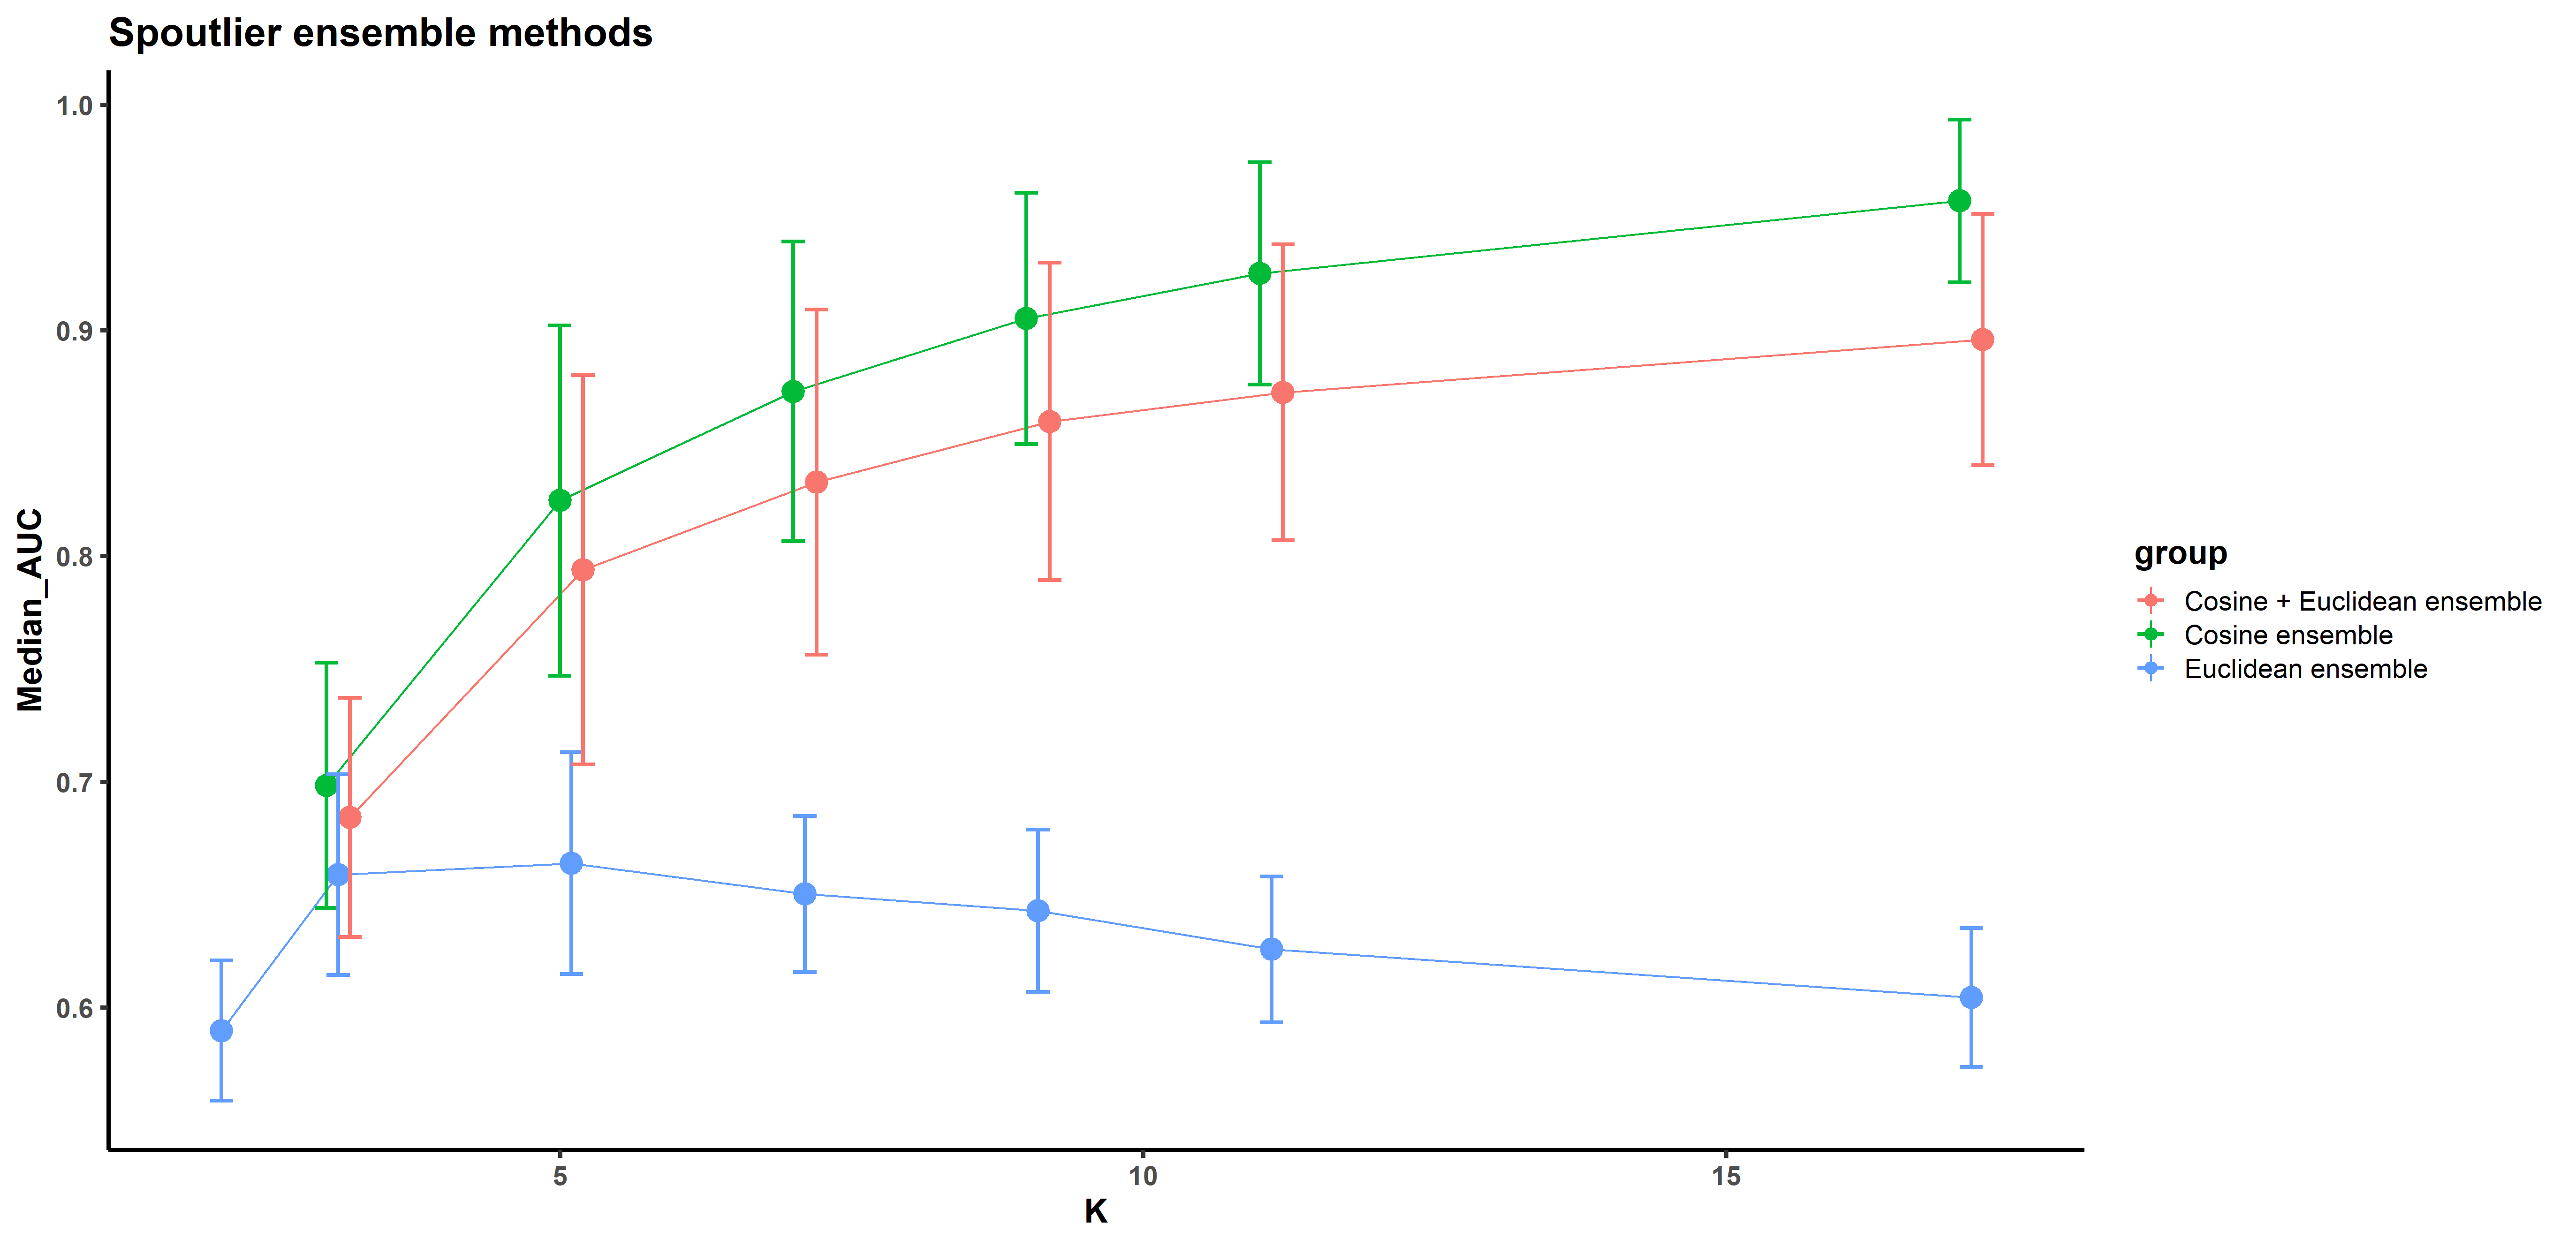 Spoutlier ensemble methods
1.0
0.9
0.8
0.7
0.6
Median_AUC
5
10
15
K
group
Cosine + Euclidean ensemble
Cosine ensemble
Euclidean ensemble